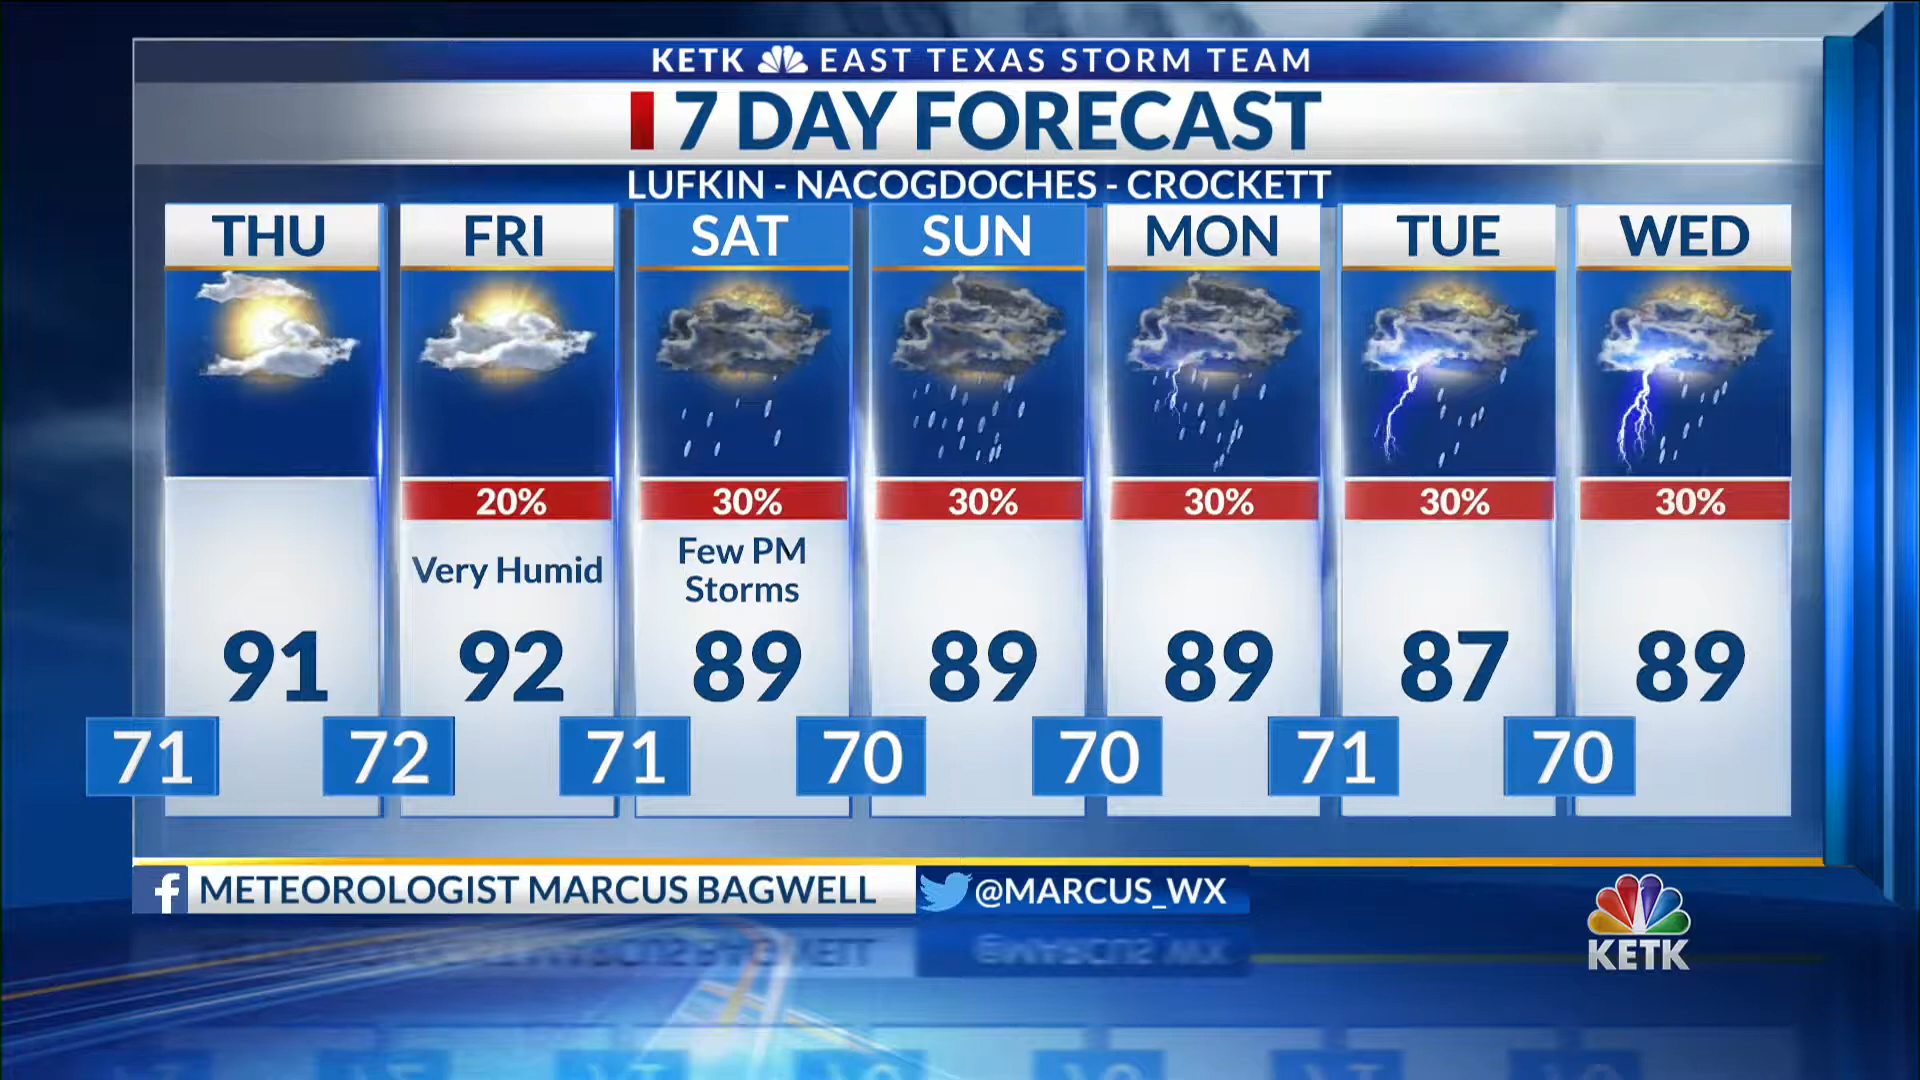 KETK EAST TEXAS STORM TEAM
7 DAY FORECAST
LUFKIN - NACOGDOCHES - CROCKETT
THU FRI SAT SUN MON TUE WED
20% 30% 30% 30% 30% 30%
Very Humid
Few PM
Storms
91 92 89 89 89 87 89
71 72 71 70 70 71 70
METEOROLOGIST MARCUS BAGWELL @MARCUS_WX
KETK